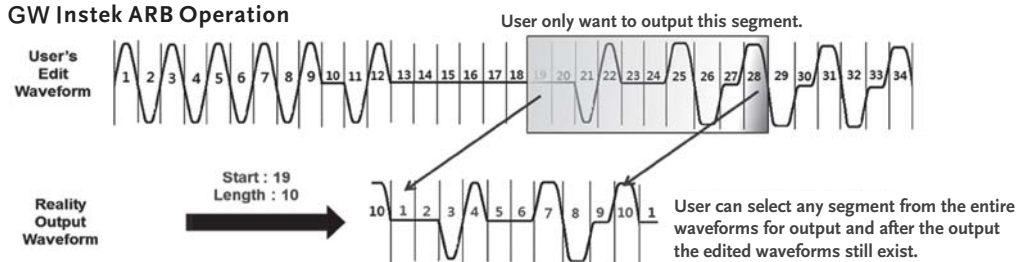 GW Instek ARB Operation
User only want to output this segment.
User's
Edit
Waveform
1 2 3 4 5 6 7 8 9 10 11 12 13 14 15 16 17 18 19 20 21 22 23 24 25 26 27 28 29 30 31 32 33 34
Start : 19
Length : 10
Reality
Output
Waveform
10 1 2 3 4 5 6 7 8 9 10 1
User can select any segment from the entire
waveforms for output and after the output
the edited waveforms still exist.